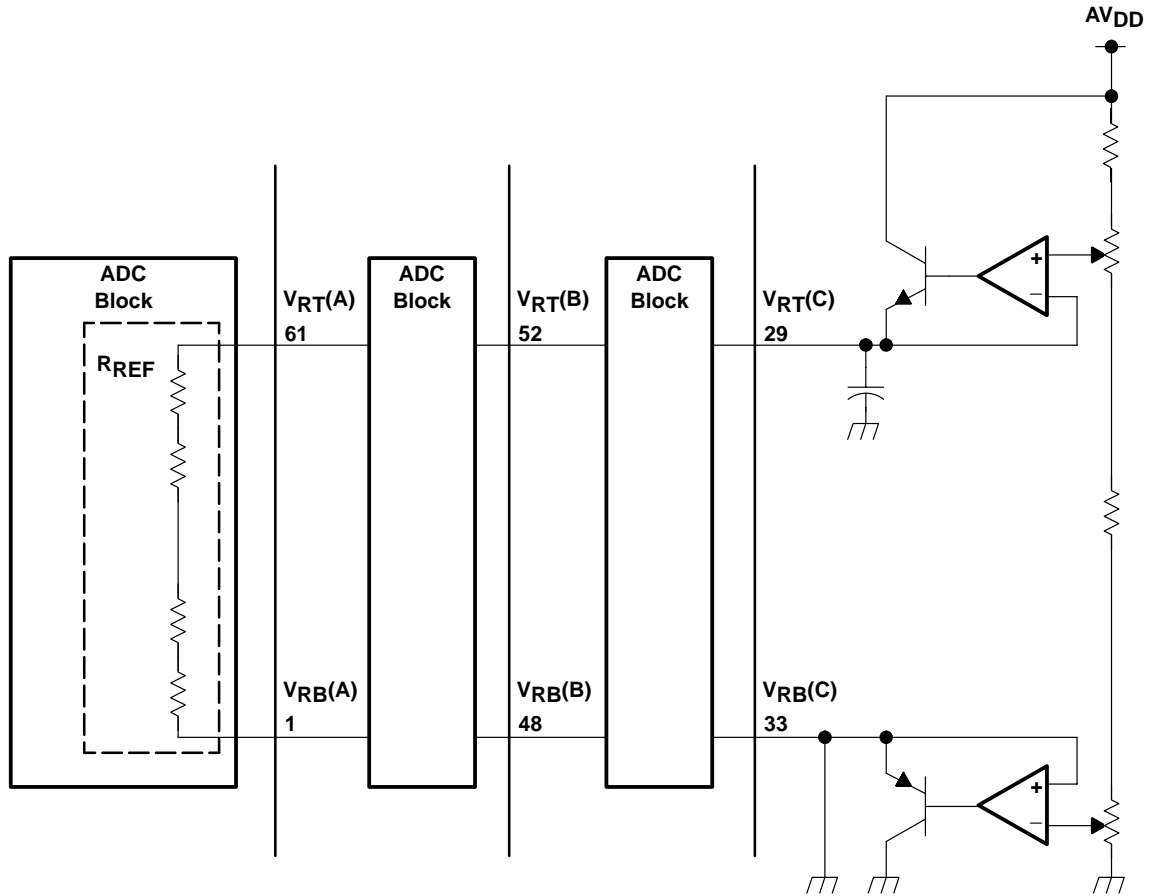 AVDD
ADC
Block
ADC
Block
ADC
Block
VRT(A)
61
VRT(B)
52
VRT(C)
29
RREF
+
−
VRB(A)
1
VRB(B)
48
VRB(C)
33
+
−